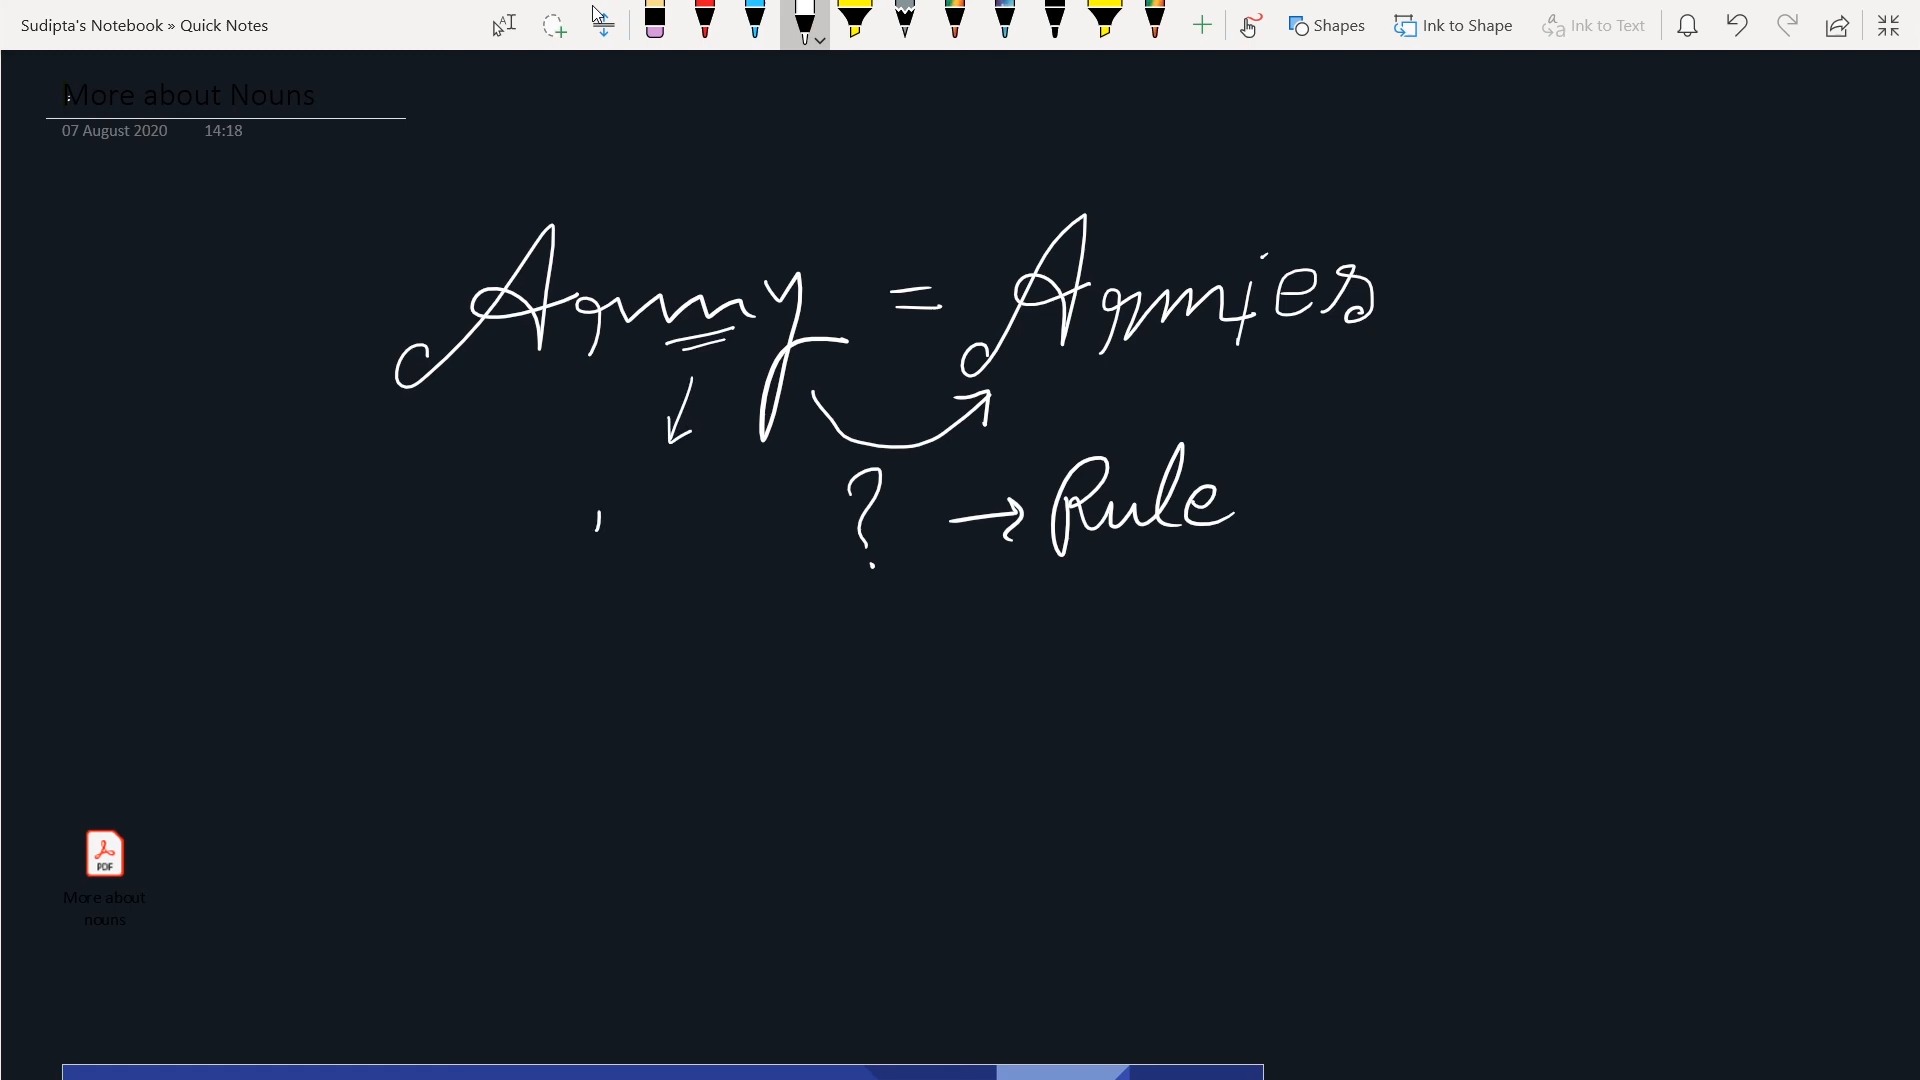 Sudipta's Notebook » Quick Notes
Shapes
Ink to Shape
Ink to Text
More about Nouns
07 August 2020 14:18
Army = Armies
? → Rule
PDF
More about
nouns